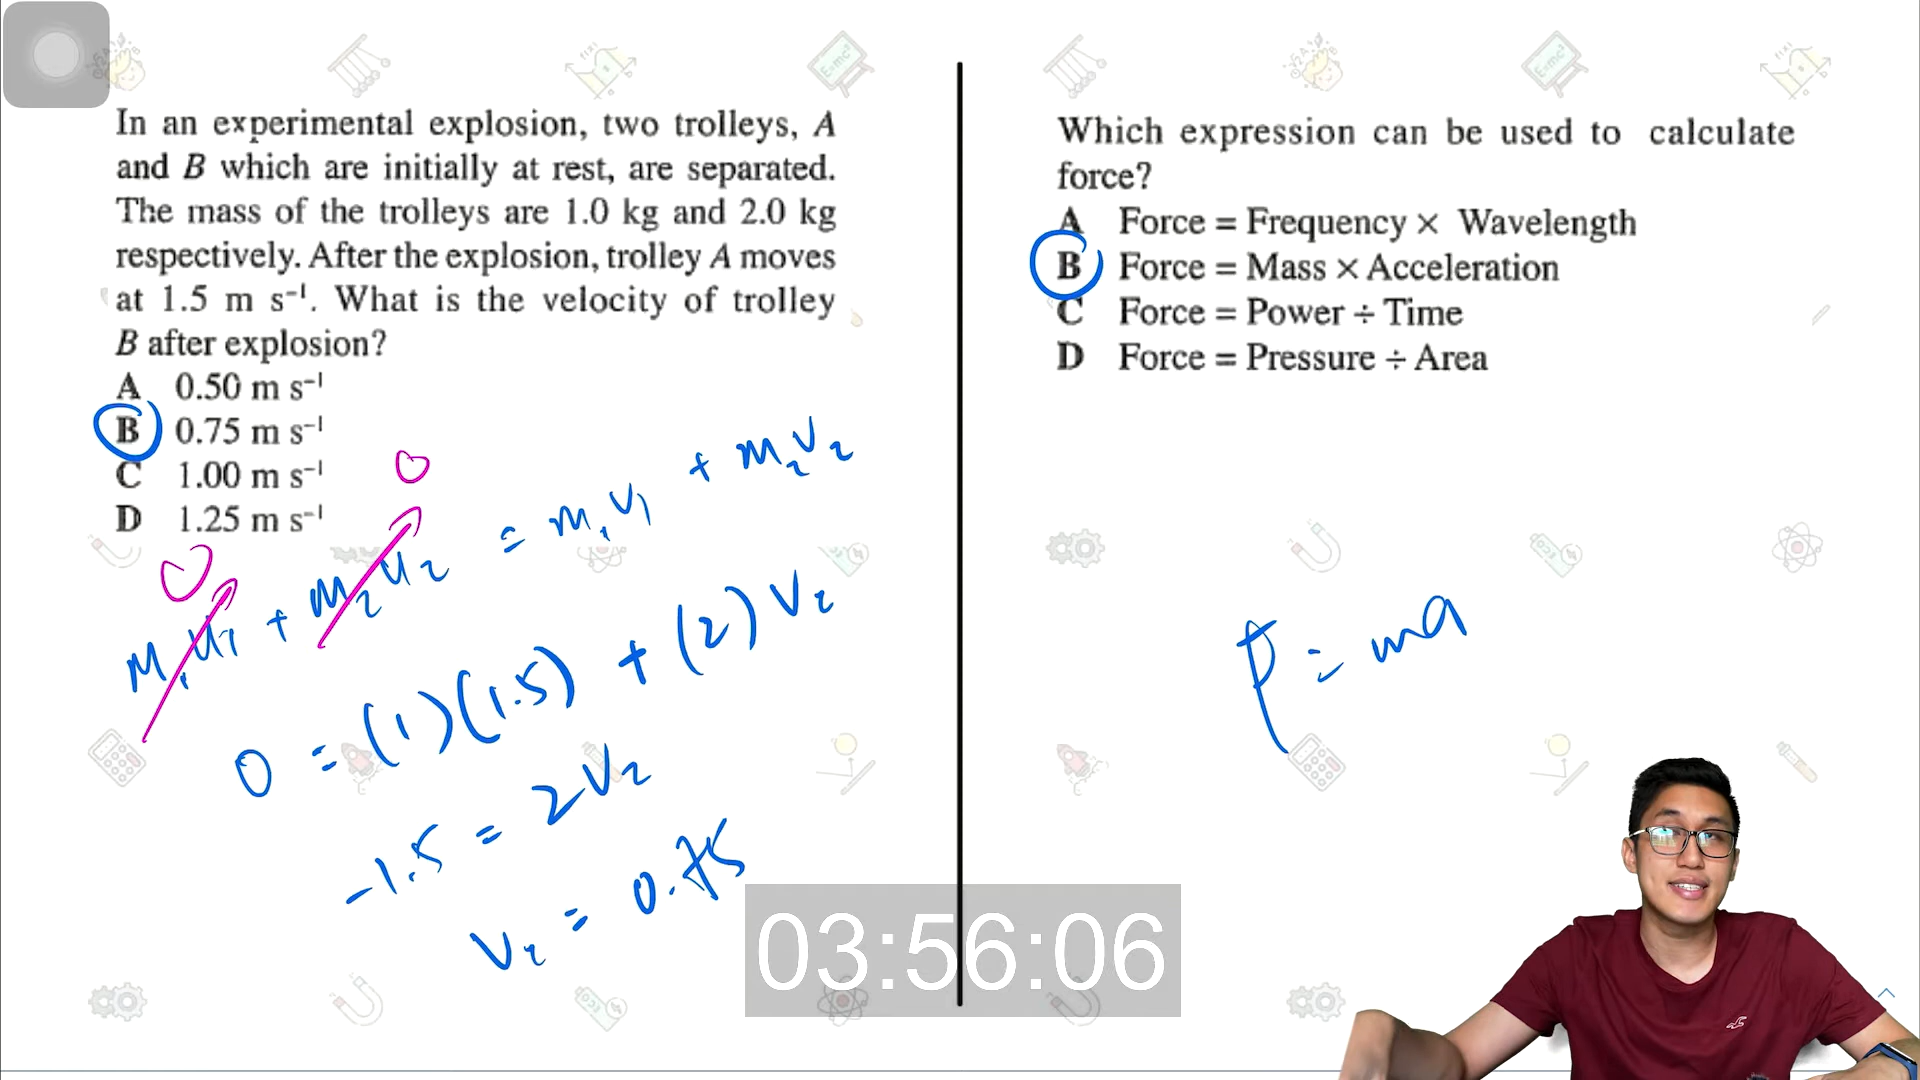 In an experimental explosion, two trolleys, A
and B which are initially at rest, are separated.
The mass of the trolleys are 1.0 kg and 2.0 kg
respectively. After the explosion, trolley A moves
at 1.5 m s⁻¹. What is the velocity of trolley
B after explosion?
A 0.50 m s⁻¹
B 0.75 m s⁻¹
C 1.00 m s⁻¹
D 1.25 m s⁻¹
0 0
m₁u₁ + m₂u₂ = m₁v₁ + m₂v₂
0 = (1)(1.5) + (2)v₂
-1.5 = 2v₂
v₂ = 0.75
Which expression can be used to calculate
force?
A Force = Frequency × Wavelength
B Force = Mass × Acceleration
C Force = Power ÷ Time
D Force = Pressure ÷ Area
F = ma
03:56:06